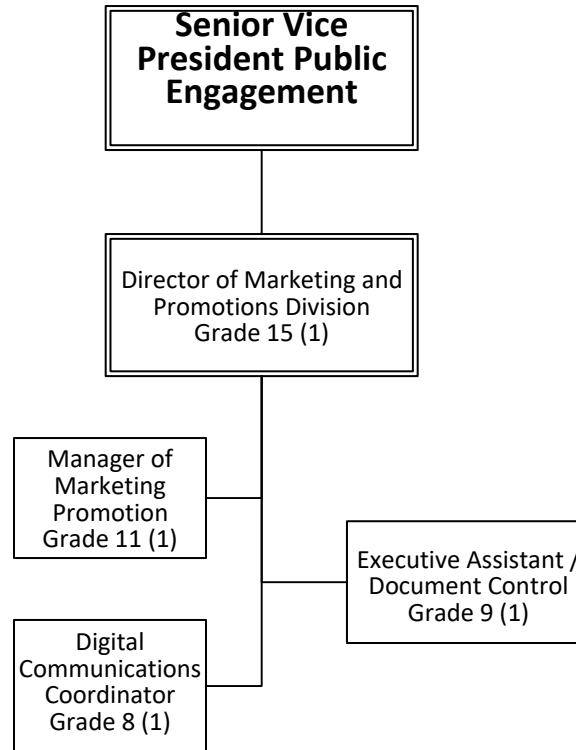 Senior Vice
President Public
Engagement
Director of Marketing and
Promotions Division
Grade 15 (1)
Manager of
Marketing
Promotion
Grade 11 (1)
Executive Assistant /
Document Control
Grade 9 (1)
Digital
Communications
Coordinator
Grade 8 (1)